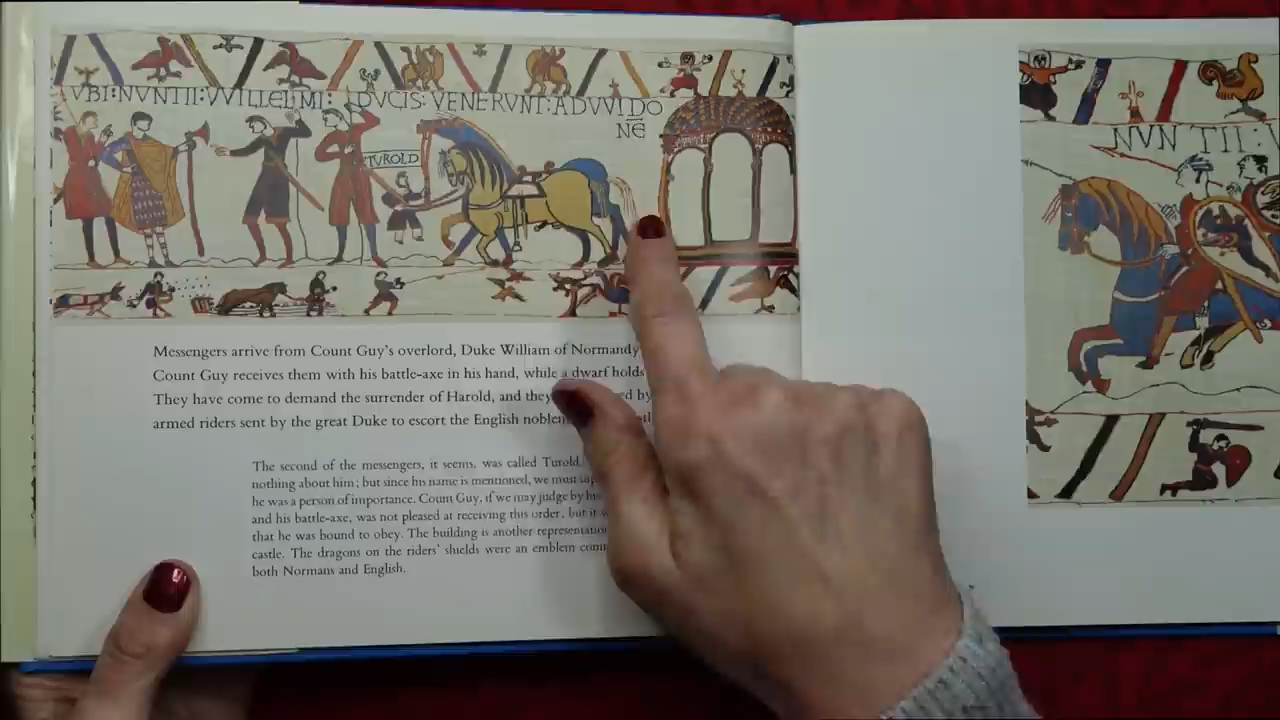 VBI: NVNTII: VVILLELMI: DVCIS: VENERVNT: AD VVIDO
NE
TVROLD
NVN TII:
Messengers arrive from Count Guy's overlord, Duke William of Normandy
Count Guy receives them with his battle-axe in his hand, while a dwarf holds
They have come to demand the surrender of Harold, and they by
armed riders sent by the great Duke to escort the English
The second of the messengers, it seems, was called Turold.
nothing about him; but since his name is mentioned, we must
he was a person of importance. Count Guy, if we may judge by his
and his battle-axe, was not pleased at receiving this order, but it
that he was bound to obey. The building is another
castle. The dragons on the riders' shields were an emblem
both Normans and English.